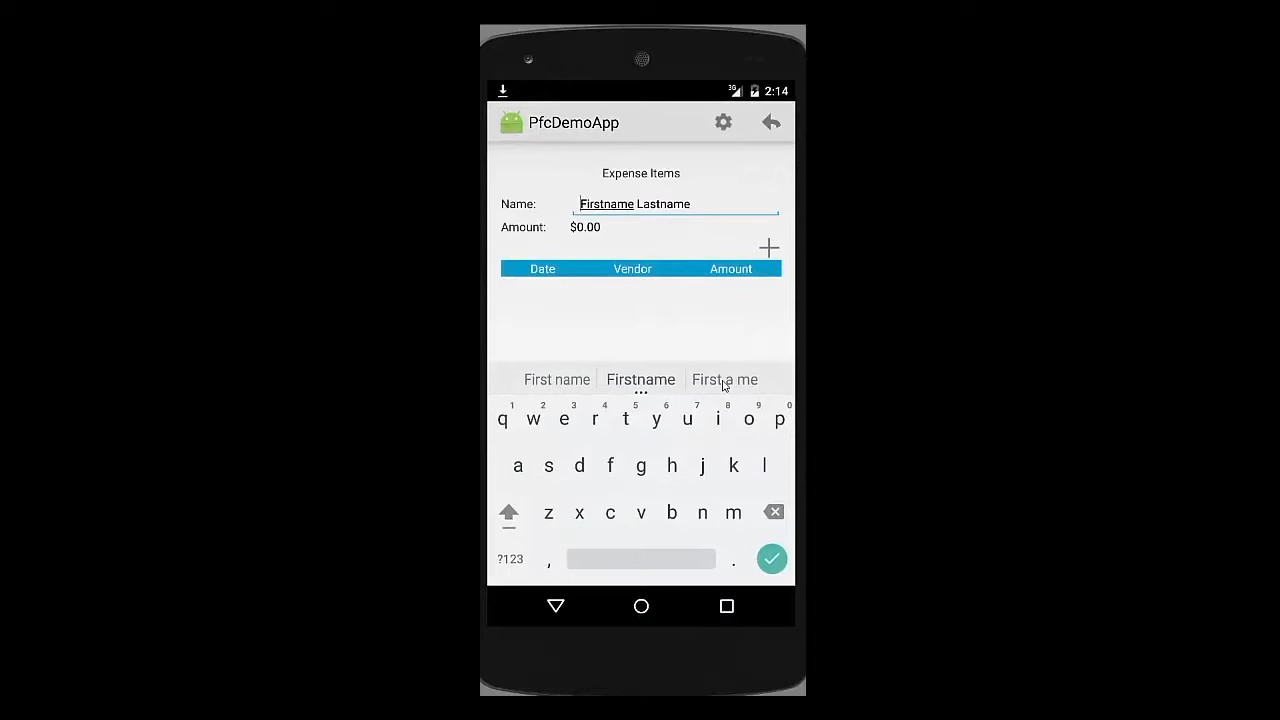 3G 2:14
PfcDemoApp
Expense Items
Name: Firstname Lastname
Amount: $0.00
Date Vendor Amount
First name Firstname First a me
1 2 3 4 5 6 7 8 9 0
q w e r t y u i o p
a s d f g h j k l
z x c v b n m
?123 , .